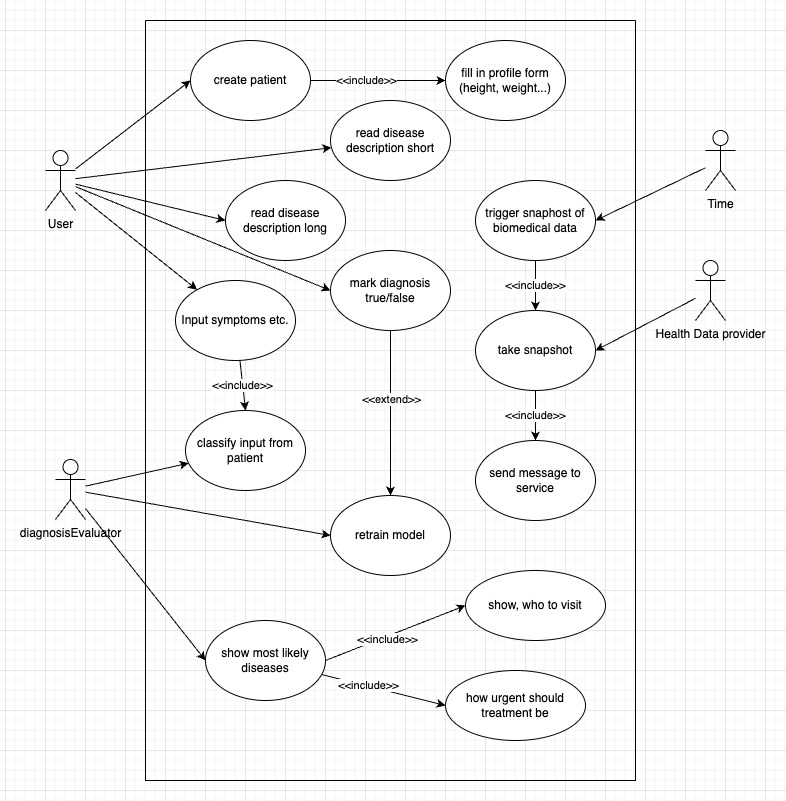 create patient
<<include>>
fill in profile form
(height, weight...)
read disease
description short
User
Time
read disease
description long
trigger snaphost of
biomedical data
mark diagnosis
true/false
<<include>>
Input symptoms etc.
Health Data provider
take snapshot
<<include>>
<<extend>>
<<include>>
classify input from
patient
send message to
service
diagnosisEvaluator
retrain model
show, who to visit
<<include>>
show most likely
diseases
<<include>>
how urgent should
treatment be